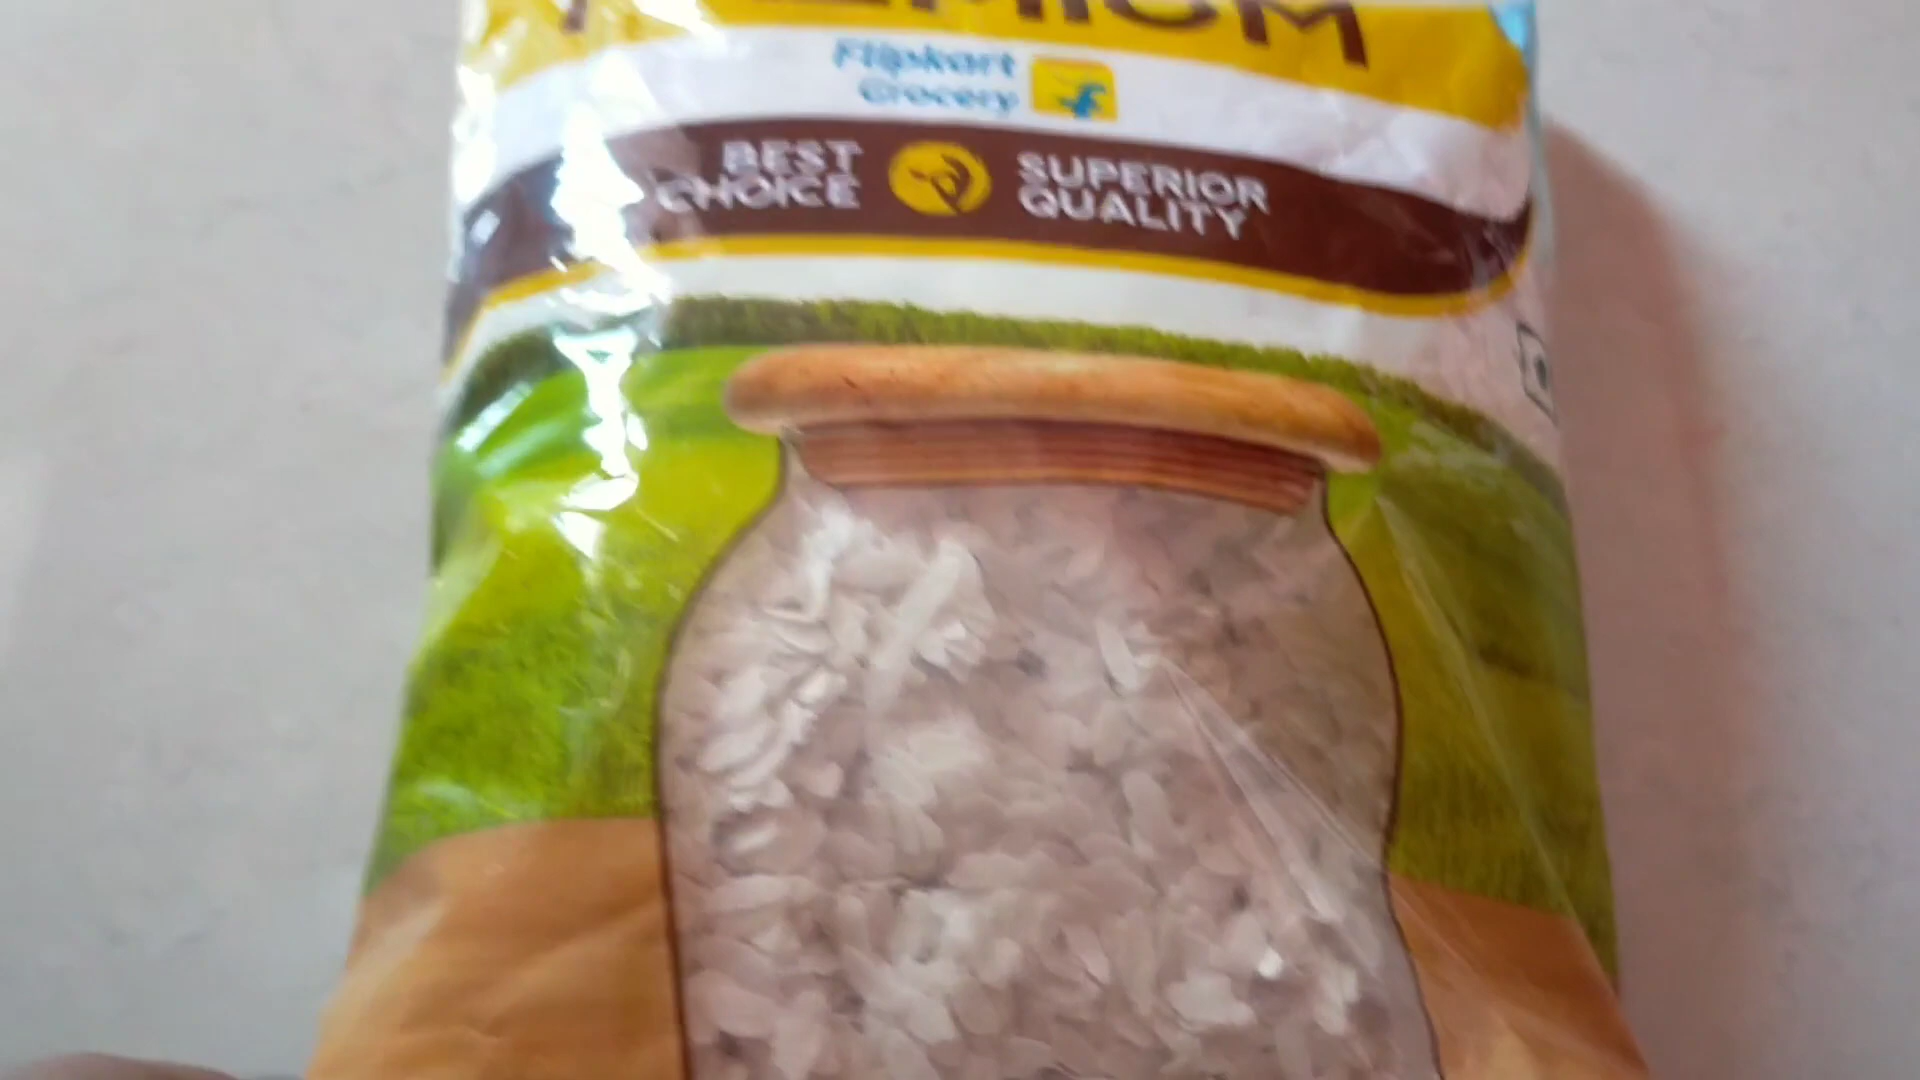 Flipkart
Grocery
BEST
CHOICE
SUPERIOR
QUALITY